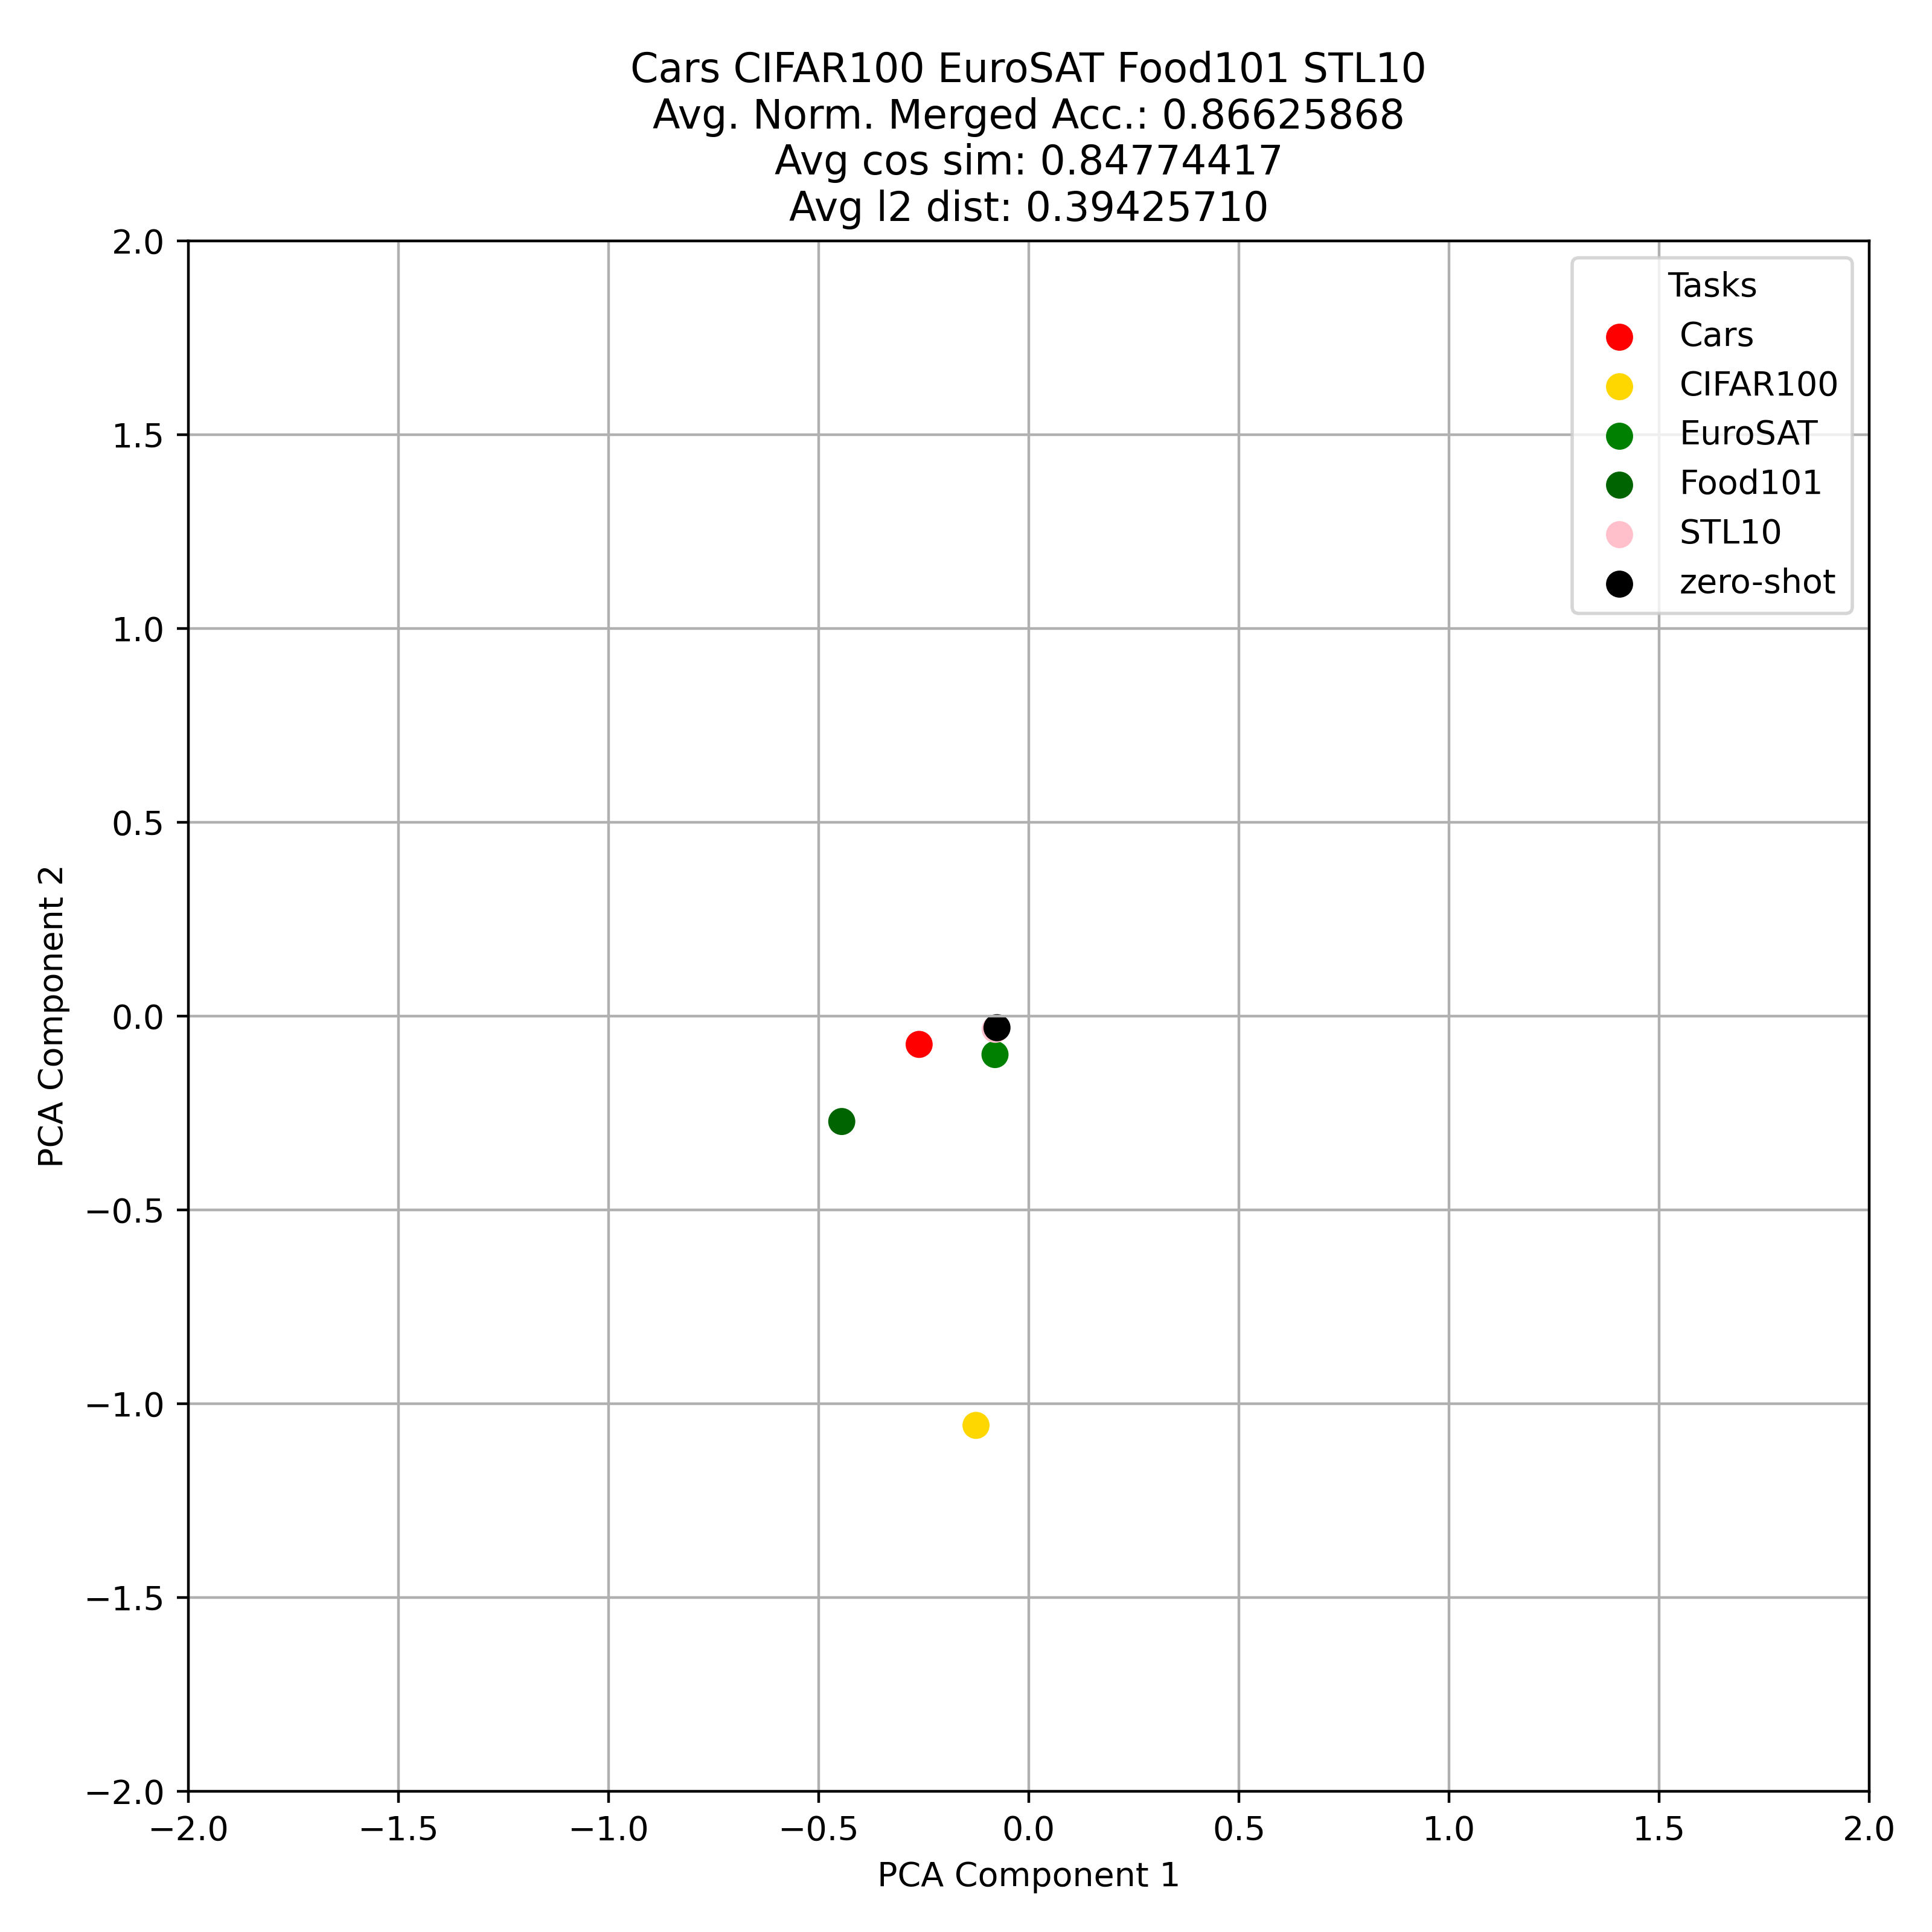 Cars CIFAR100 EuroSAT Food101 STL10
Avg. Norm. Merged Acc.: 0.86625868
Avg cos sim: 0.84774417
Avg l2 dist: 0.39425710
Tasks
Cars
CIFAR100
EuroSAT
Food101
STL10
zero-shot
2.0
1.5
1.0
0.5
0.0
−0.5
−1.0
−1.5
−2.0
PCA Component 2
−2.0 −1.5 −1.0 −0.5 0.0 0.5 1.0 1.5 2.0
PCA Component 1